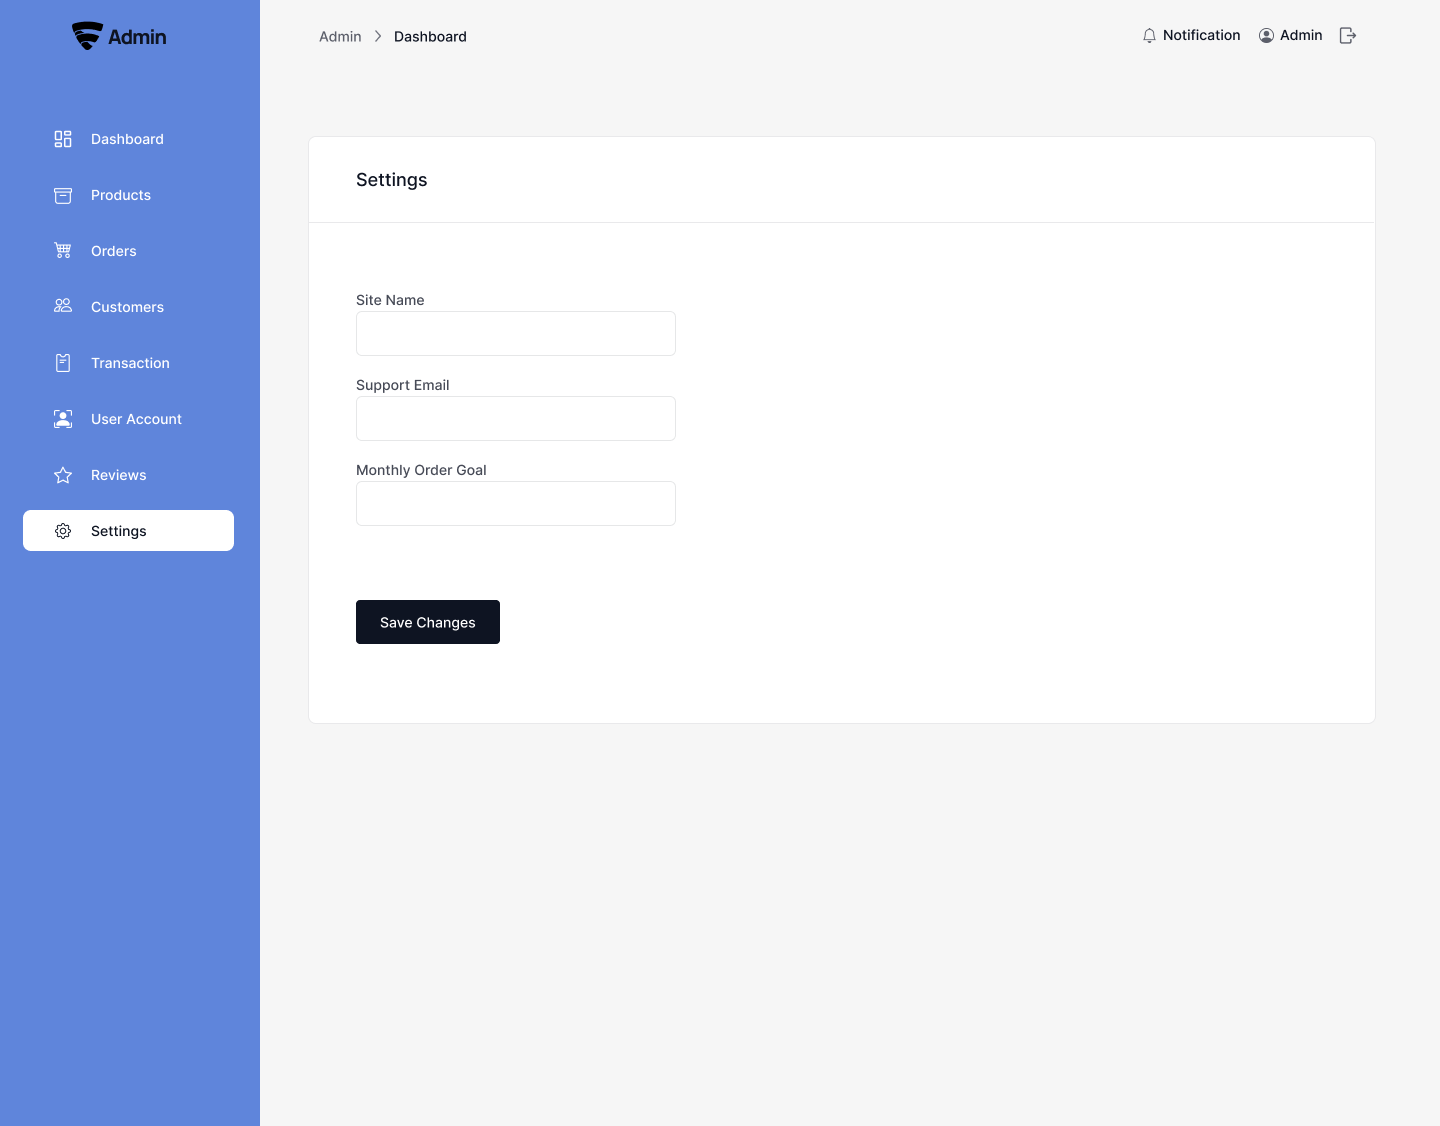 Admin
Admin > Dashboard
Notification
Admin
Dashboard
Products
Orders
Customers
Transaction
User Account
Reviews
Settings
Settings
Site Name
Support Email
Monthly Order Goal
Save Changes